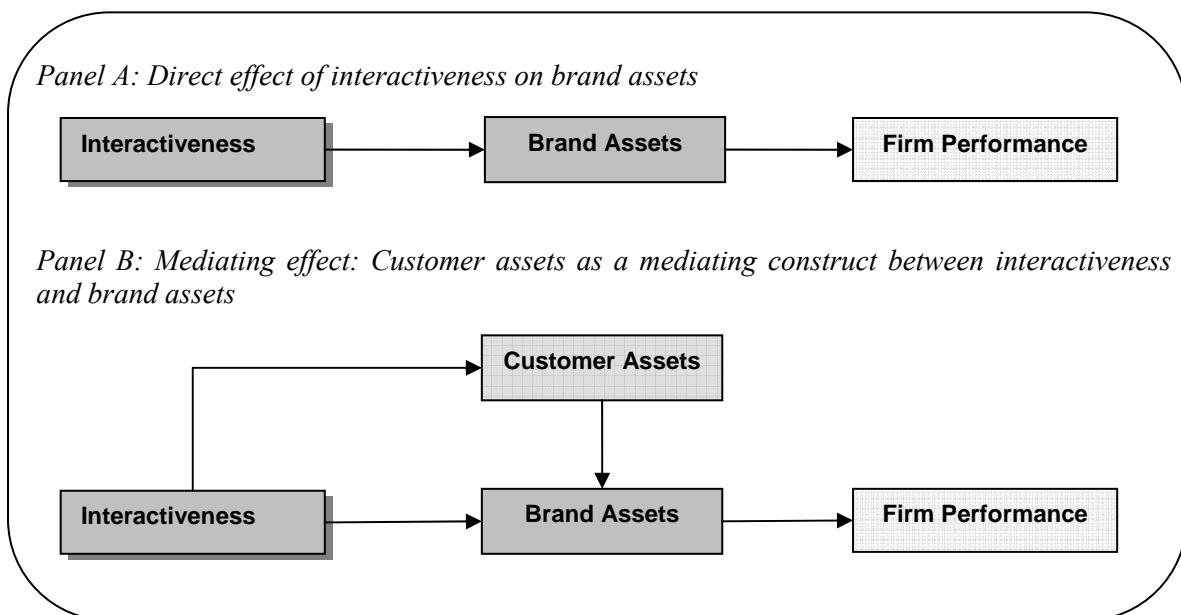 Panel A: Direct effect of interactiveness on brand assets
Interactiveness
Brand Assets
Firm Performance
Panel B: Mediating effect: Customer assets as a mediating construct between interactiveness
and brand assets
Customer Assets
Interactiveness
Brand Assets
Firm Performance